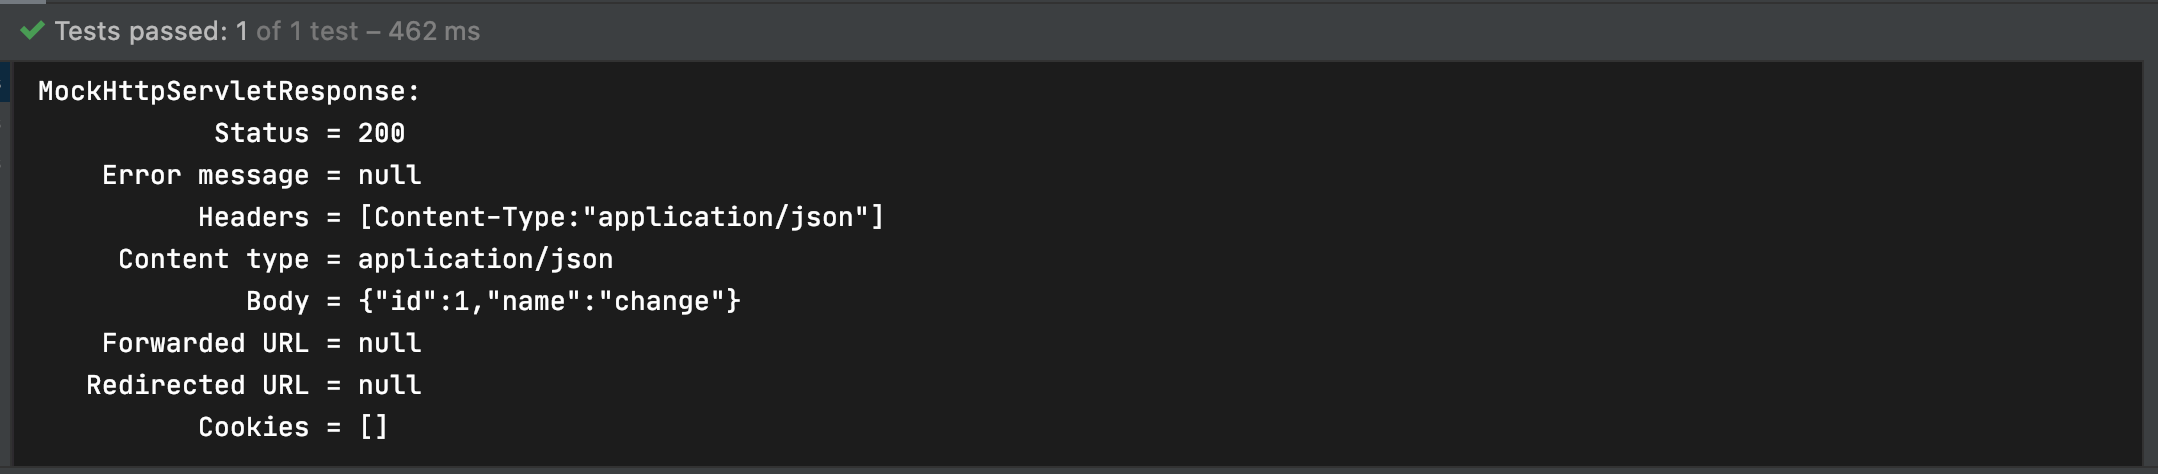 Tests passed: 1 of 1 test – 462 ms
MockHttpServletResponse:
Status = 200
Error message = null
Headers = [Content-Type:"application/json"]
Content type = application/json
Body = {"id":1,"name":"change"}
Forwarded URL = null
Redirected URL = null
Cookies = []